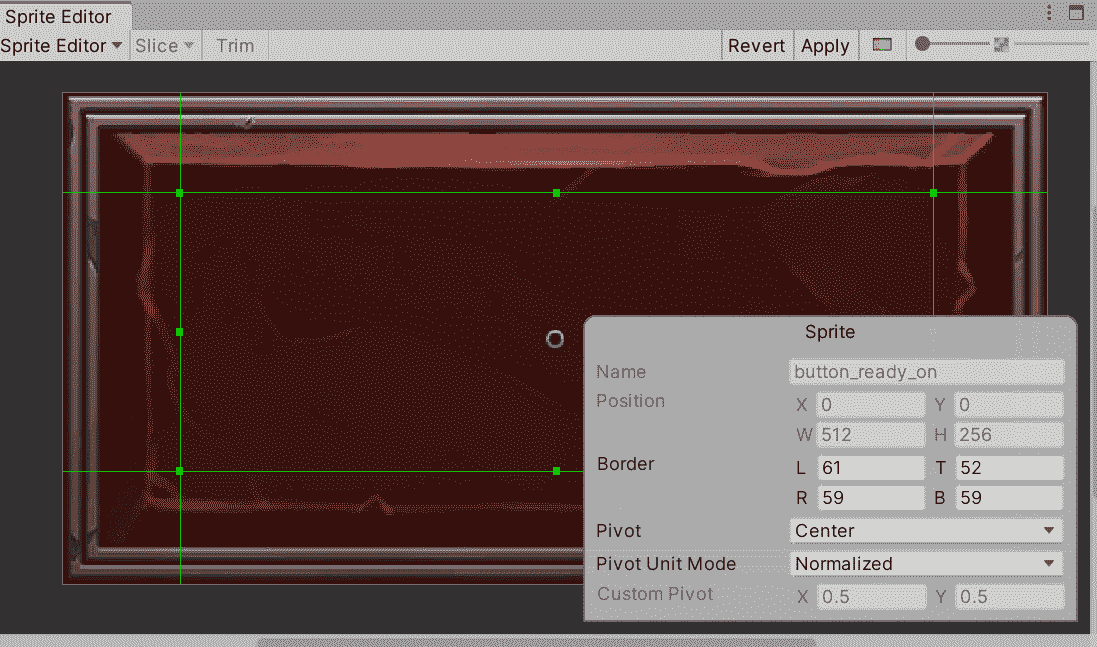 Sprite Editor
Sprite Editor Slice Trim Revert Apply
Sprite
Name button_ready_on
Position X 0 Y 0
W 512 H 256
Border L 61 T 52
R 59 B 59
Pivot Center
Pivot Unit Mode Normalized
Custom Pivot X 0.5 Y 0.5